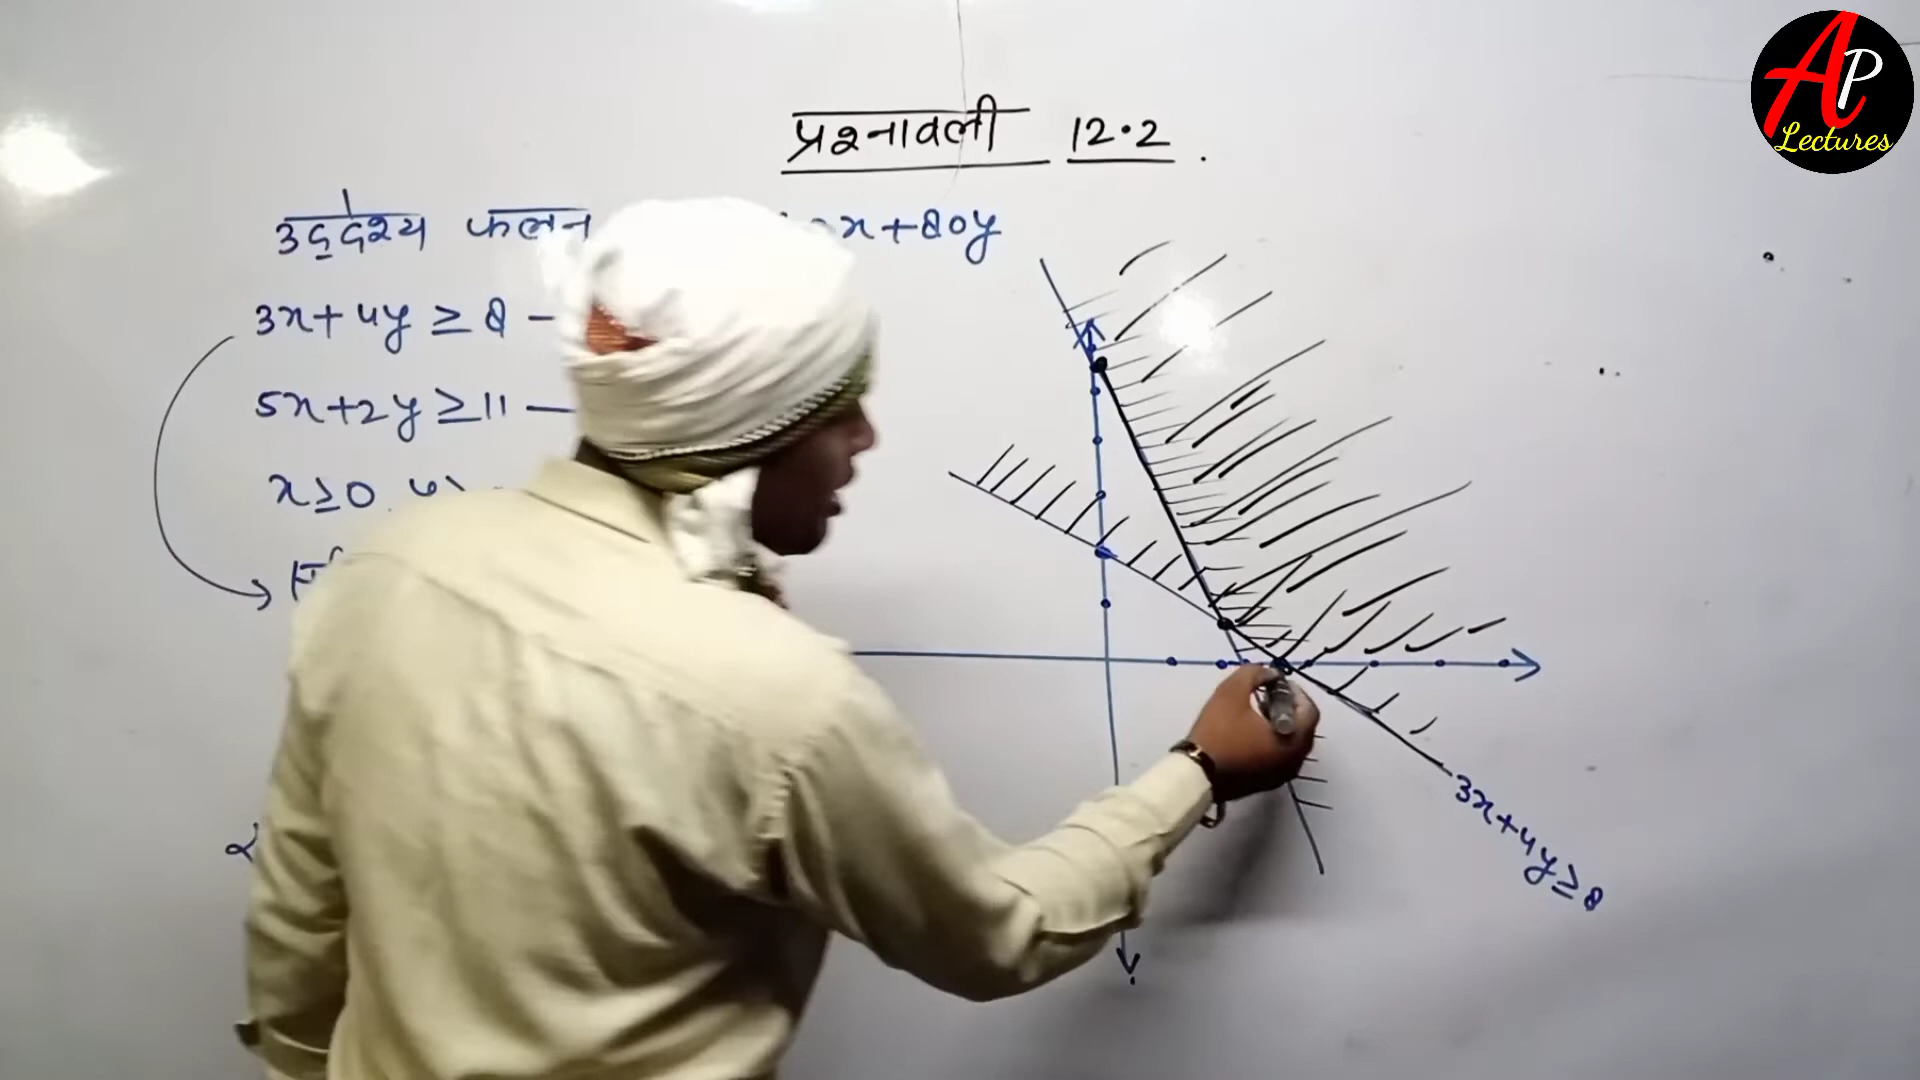 AP
Lectures
प्रश्नावली 12.2
उद्देश्य फलन x+80y
3x+4y ≥ 8 -
5x+2y ≥ 11 -
x≥0
3x+4y≥8